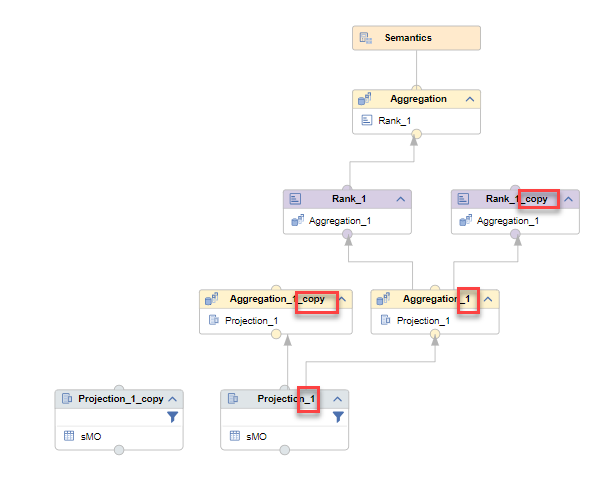 Semantics
Aggregation
Rank_1
Rank_1
Aggregation_1
Rank_1_copy
Aggregation_1
Aggregation_1_copy
Projection_1
Aggregation_1
Projection_1
Projection_1_copy
sMO
Projection_1
sMO